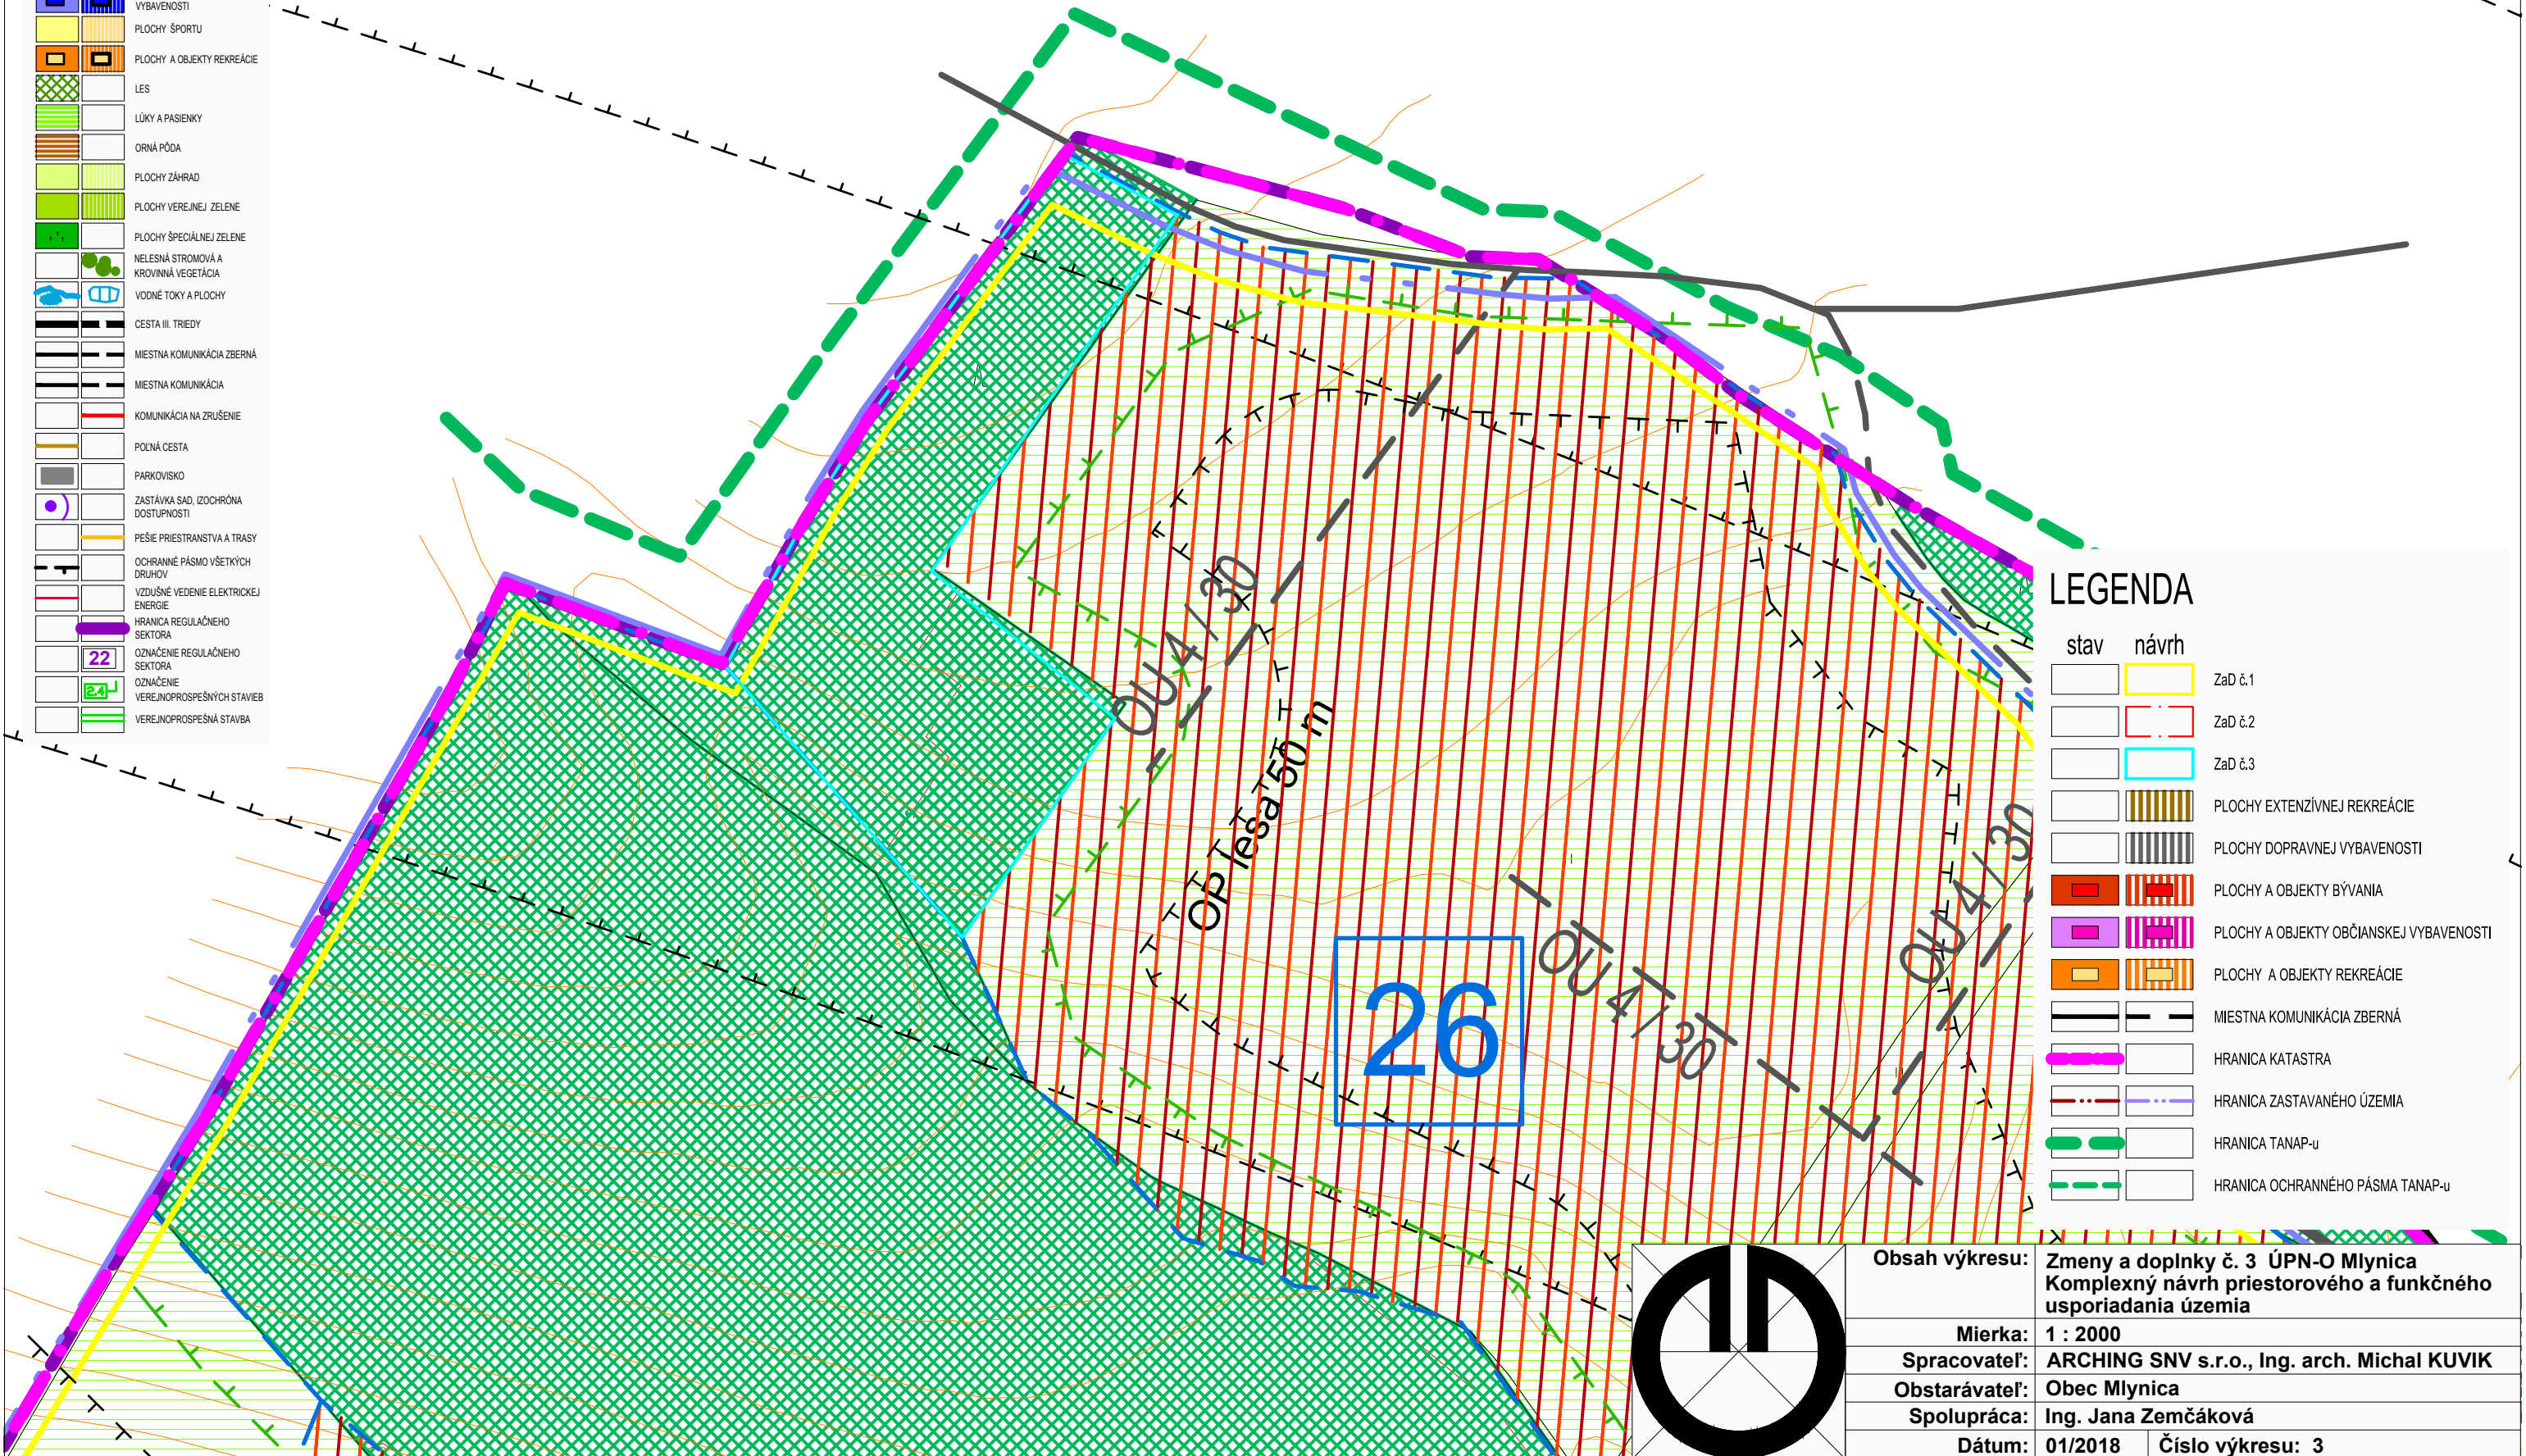 VYBAVENOSTI
PLOCHY ŠPORTU
PLOCHY A OBJEKTY REKREÁCIE
LES
LÚKY A PASIENKY
ORNÁ PÔDA
PLOCHY ZÁHRAD
PLOCHY VEREJNEJ ZELENE
PLOCHY ŠPECIÁLNEJ ZELENE
NELESNÁ STROMOVÁ A
KROVINNÁ VEGETÁCIA
VODNÉ TOKY A PLOCHY
CESTA III. TRIEDY
MIESTNA KOMUNIKÁCIA ZBERNÁ
MIESTNA KOMUNIKÁCIA
KOMUNIKÁCIA NA ZRUŠENIE
POĽNÁ CESTA
PARKOVISKO
ZASTÁVKA SAD, IZOCHRÓNA
DOSTUPNOSTI
PEŠIE PRIESTRANSTVA A TRASY
OCHRANNÉ PÁSMO VŠETKÝCH
DRUHOV
VZDUŠNÉ VEDENIE ELEKTRICKEJ
ENERGIE
HRANICA REGULAČNÉHO
SEKTORA
22 OZNAČENIE REGULAČNÉHO
SEKTORA
2.4 OZNAČENIE
VEREJNOPROSPEŠNÝCH STAVIEB
VEREJNOPROSPEŠNÁ STAVBA
OU 4 / 30
OP lesa 50 m
26
OU 4 / 30
OU 4 / 30
LEGENDA
stav návrh
ZaD č.1
ZaD č.2
ZaD č.3
PLOCHY EXTENZÍVNEJ REKREÁCIE
PLOCHY DOPRAVNEJ VYBAVENOSTI
PLOCHY A OBJEKTY BÝVANIA
PLOCHY A OBJEKTY OBČIANSKEJ VYBAVENOSTI
PLOCHY A OBJEKTY REKREÁCIE
MIESTNA KOMUNIKÁCIA ZBERNÁ
HRANICA KATASTRA
HRANICA ZASTAVANÉHO ÚZEMIA
HRANICA TANAP-u
HRANICA OCHRANNÉHO PÁSMA TANAP-u
Obsah výkresu: Zmeny a doplnky č. 3 ÚPN-O Mlynica
Komplexný návrh priestorového a funkčného
usporiadania územia
Mierka: 1 : 2000
Spracovateľ: ARCHING SNV s.r.o., Ing. arch. Michal KUVIK
Obstarávateľ: Obec Mlynica
Spolupráca: Ing. Jana Zemčáková
Dátum: 01/2018 Číslo výkresu: 3